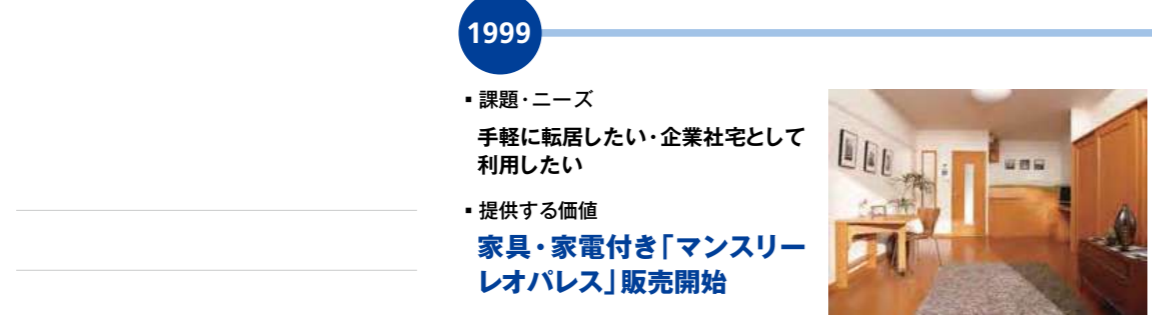 1999
▪課題・ニーズ
手軽に転居したい・企業社宅として
利用したい
▪提供する価値
家具・家電付き「マンスリー
レオパレス」販売開始